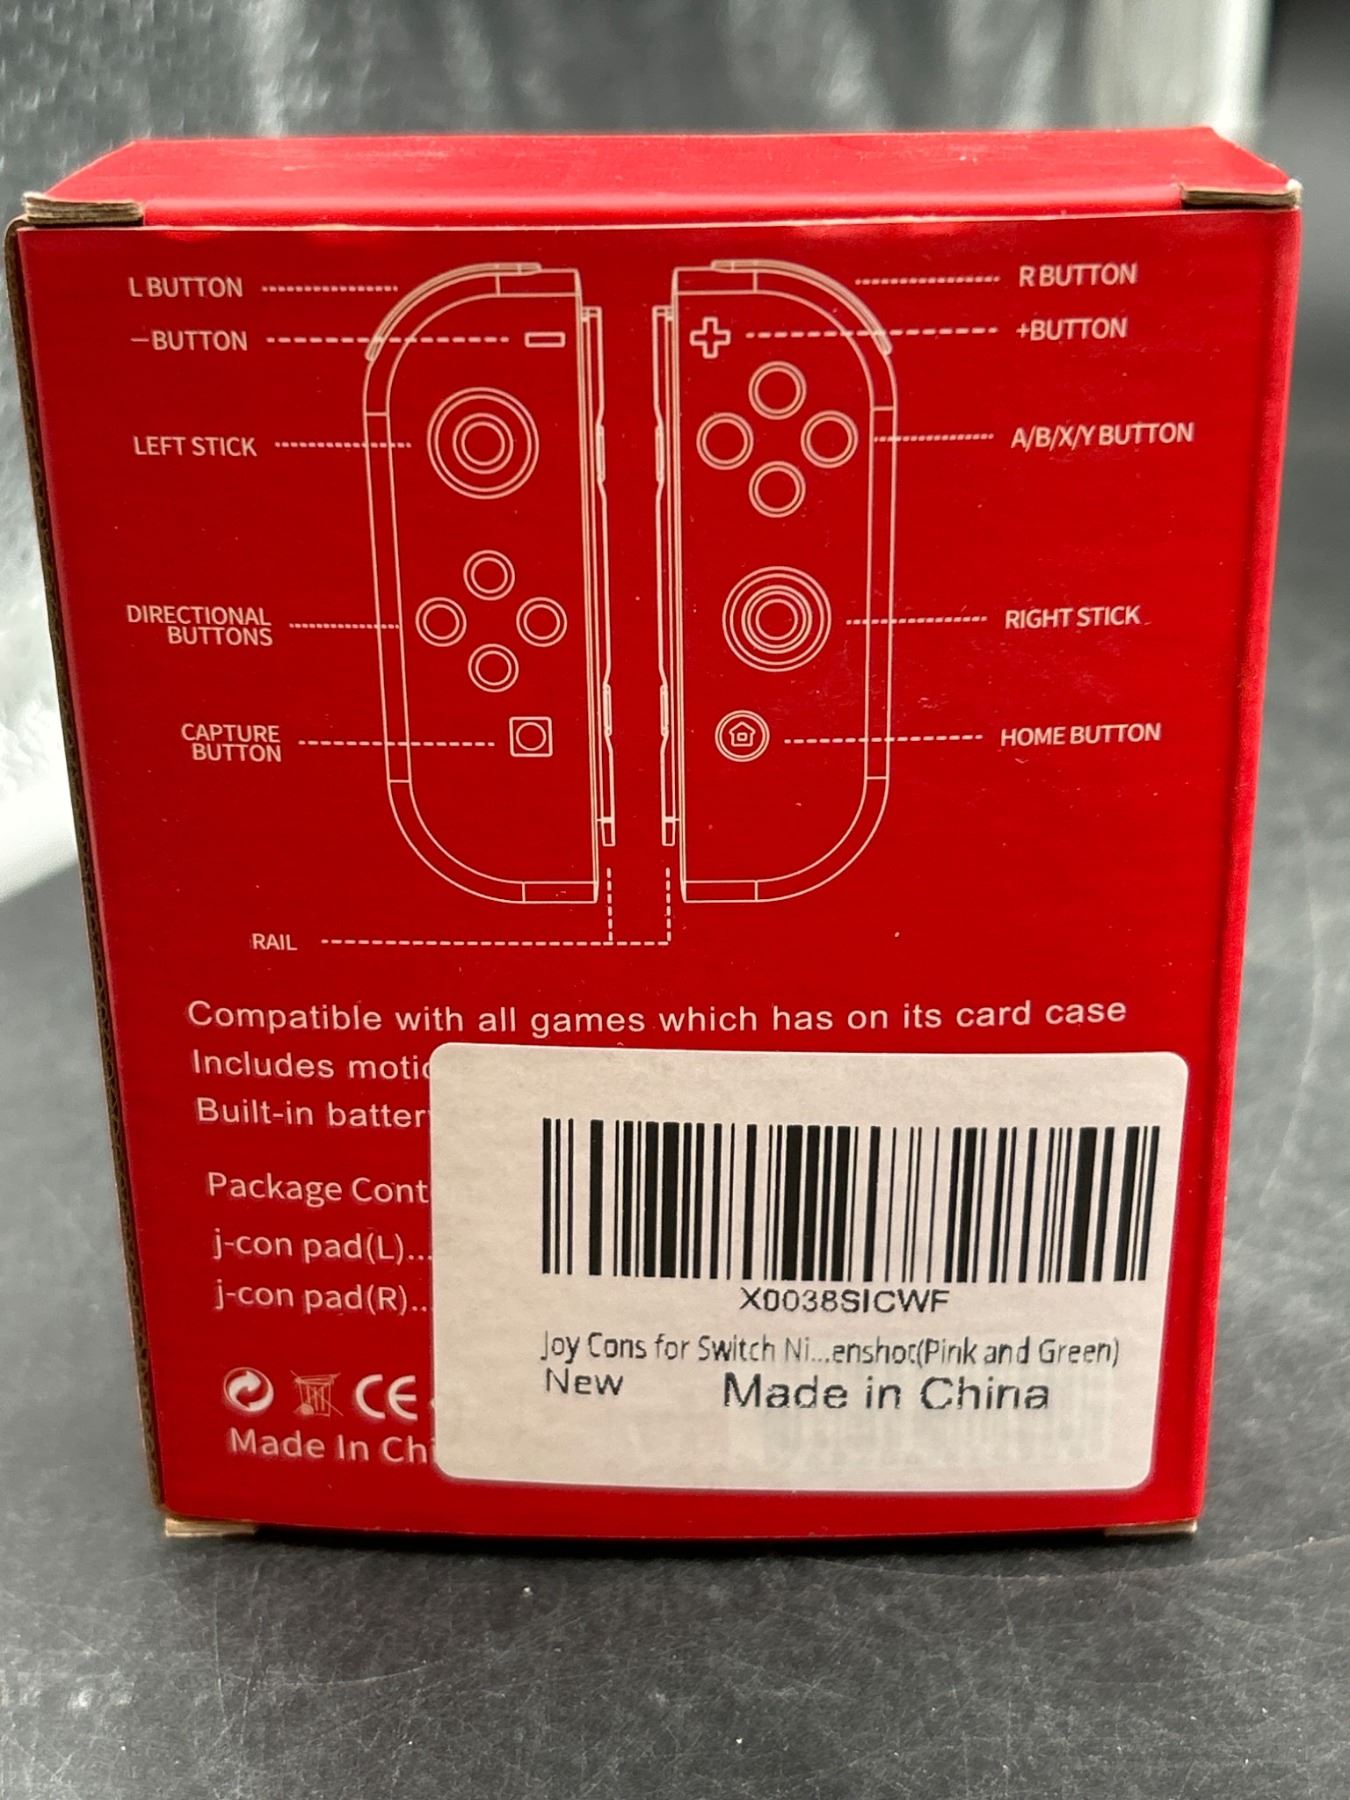 L BUTTON
R BUTTON
—BUTTON
+BUTTON
LEFT STICK
A/B/X/Y BUTTON
DIRECTIONAL
BUTTONS
RIGHT STICK
CAPTURE
BUTTON
HOME BUTTON
RAIL
Compatible with all games which has on its card case
Includes motic
Built-in batter
Package Cont
j-con pad(L)...
j-con pad(R)...
CE
Made In Chi
X0038SICWF
Joy Cons for Switch Ni...enshot(Pink and Green)
New
Made in China